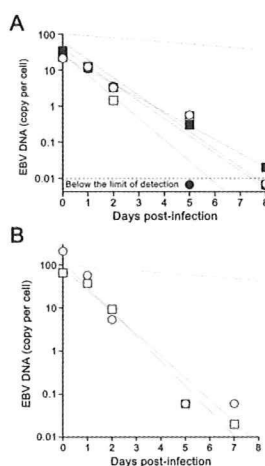 A
EBV DNA (copy per cell)
100
10
1
0.1
0.01
Below the limit of detection
0 1 2 3 4 5 6 7 8
Days post-infection
B
EBV DNA (copy per cell)
100
10
1
0.1
0.01
0 1 2 3 4 5 6 7 8
Days post-infection